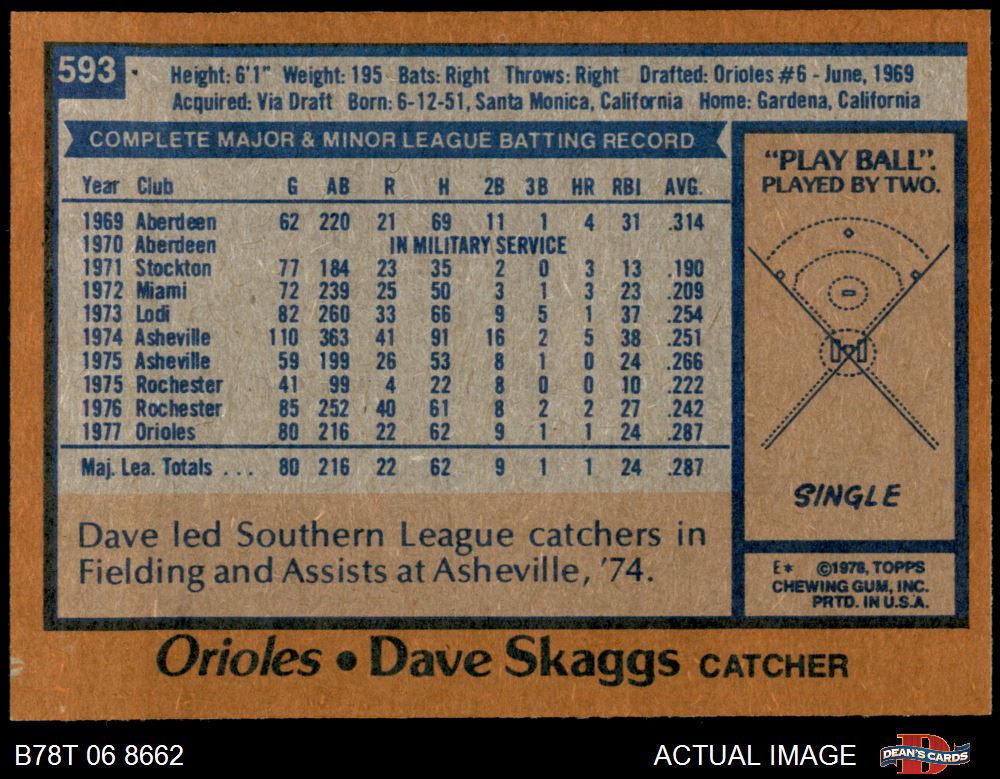 593
Height: 6'1" Weight: 195 Bats: Right Throws: Right Drafted: Orioles #6 - June, 1969
Acquired: Via Draft Born: 6-12-51, Santa Monica, California Home: Gardena, California
COMPLETE MAJOR & MINOR LEAGUE BATTING RECORD
Year Club G AB R H 2B 3B HR RBI AVG.
1969 Aberdeen 62 220 21 69 11 1 4 31 .314
1970 Aberdeen IN MILITARY SERVICE
1971 Stockton 77 184 23 35 2 0 3 13 .190
1972 Miami 72 239 25 50 3 1 3 23 .209
1973 Lodi 82 260 33 66 9 5 1 37 .254
1974 Asheville 110 363 41 91 16 2 5 38 .251
1975 Asheville 59 199 26 53 8 1 0 24 .266
1975 Rochester 41 99 4 22 8 0 0 10 .222
1976 Rochester 85 252 40 61 8 2 2 27 .242
1977 Orioles 80 216 22 62 9 1 1 24 .287
Maj. Lea. Totals ... 80 216 22 62 9 1 1 24 .287
Dave led Southern League catchers in
Fielding and Assists at Asheville, '74.
"PLAY BALL".
PLAYED BY TWO.
SINGLE
E* ©1978, TOPPS
CHEWING GUM, INC.
PRTD. IN U.S.A.
Orioles • Dave Skaggs CATCHER
B78T 06 8662
ACTUAL IMAGE
DEAN'S CARDS